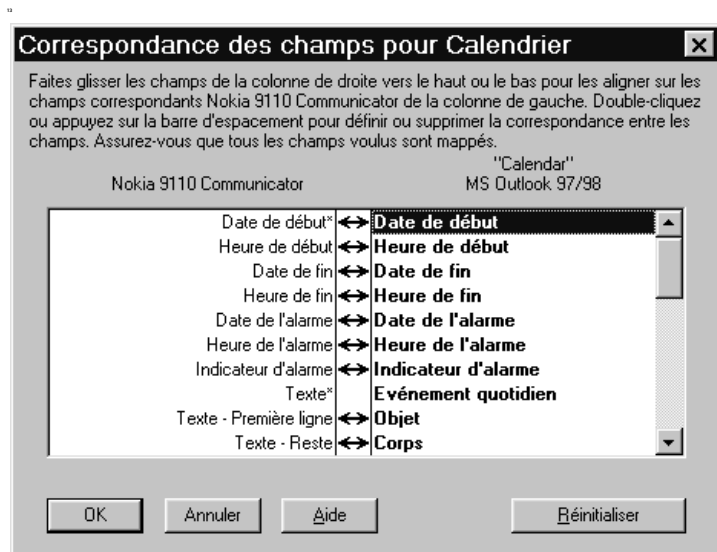 Correspondance des champs pour Calendrier
Faites glisser les champs de la colonne de droite vers le haut ou le bas pour les aligner sur les
champs correspondants Nokia 9110 Communicator de la colonne de gauche. Double-cliquez
ou appuyez sur la barre d'espacement pour définir ou supprimer la correspondance entre les
champs. Assurez-vous que tous les champs voulus sont mappés.
"Calendar"
Nokia 9110 Communicator MS Outlook 97/98
Date de début* Date de début
Heure de début Heure de début
Date de fin Date de fin
Heure de fin Heure de fin
Date de l'alarme Date de l'alarme
Heure de l'alarme Heure de l'alarme
Indicateur d'alarme Indicateur d'alarme
Texte* Evénement quotidien
Texte - Première ligne Objet
Texte - Reste Corps
OK Annuler Aide Réinitialiser